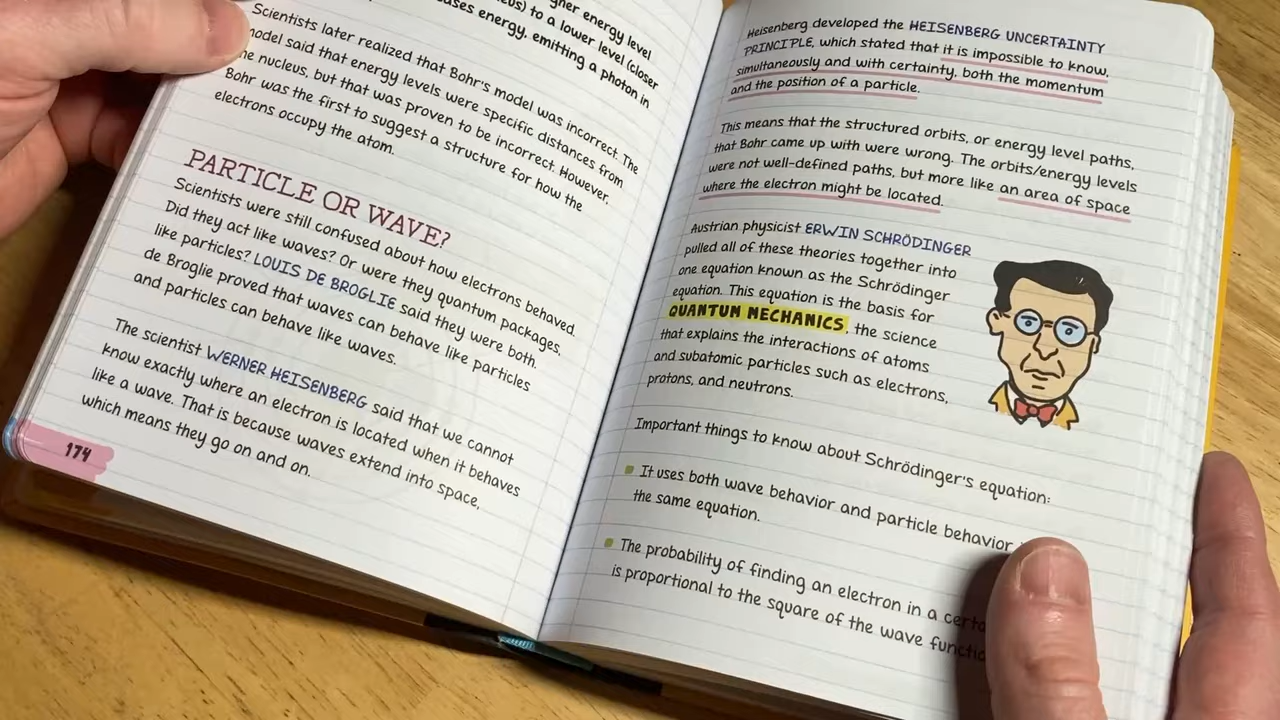 gher energy level
eus) to a lower level (closer
ases energy, emitting a photon in
Scientists later realized that Bohr's model was incorrect. The
model said that energy levels were specific distances from
he nucleus, but that was proven to be incorrect. However,
Bohr was the first to suggest a structure for how the
electrons occupy the atom.
PARTICLE OR WAVE?
Scientists were still confused about how electrons behaved.
Did they act like waves? Or were they quantum packages,
like particles? LOUIS DE BROGLIE said they were both.
de Broglie proved that waves can behave like particles
and particles can behave like waves.
The scientist WERNER HEISENBERG said that we cannot
know exactly where an electron is located when it behaves
like a wave. That is because waves extend into space,
which means they go on and on.
174
Heisenberg developed the HEISENBERG UNCERTAINTY
PRINCIPLE, which stated that it is impossible to know,
simultaneously and with certainty, both the momentum
and the position of a particle.
This means that the structured orbits, or energy level paths,
that Bohr came up with were wrong. The orbits/energy levels
were not well-defined paths, but more like an area of space
where the electron might be located.
Austrian physicist ERWIN SCHRÖDINGER
pulled all of these theories together into
one equation known as the Schrödinger
equation. This equation is the basis for
QUANTUM MECHANICS, the science
that explains the interactions of atoms
and subatomic particles such as electrons,
protons, and neutrons.
Important things to know about Schrödinger's equation:
It uses both wave behavior and particle behavior
the same equation.
The probability of finding an electron in a certa
is proportional to the square of the wave functio